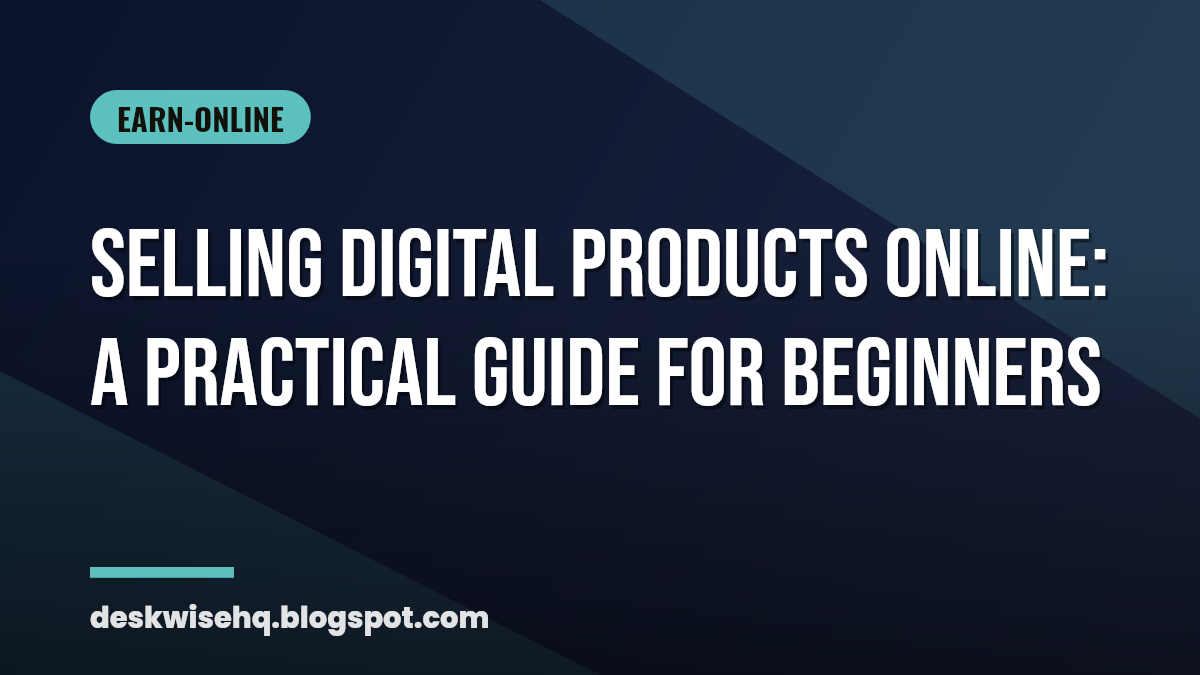 EARN-ONLINE
SELLING DIGITAL PRODUCTS ONLINE:
A PRACTICAL GUIDE FOR BEGINNERS
deskwisehq.blogspot.com